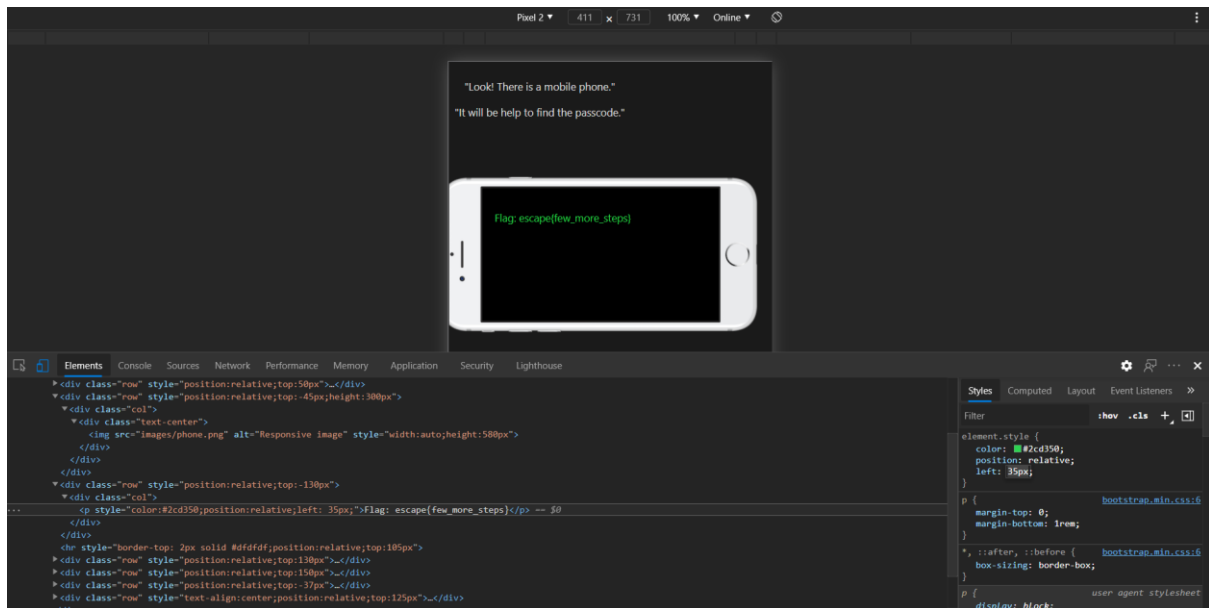 Pixel 2 ▼ 411 x 731 100% ▼ Online ▼
"Look! There is a mobile phone."
"It will be help to find the passcode."
Flag: escape{few_more_steps}
Elements Console Sources Network Performance Memory Application Security Lighthouse
▶<div class="row" style="position:relative;top:50px">…</div>
▼<div class="row" style="position:relative;top:-45px;height:300px">
▼<div class="col">
▼<div class="text-center">
<img src="images/phone.png" alt="Responsive image" style="width:auto;height:580px">
</div>
</div>
</div>
▼<div class="row" style="position:relative;top:-130px">
▼<div class="col">
... <p style="color:#2cd350;position:relative;left: 35px;">Flag: escape{few_more_steps}</p> == $0
</div>
</div>
<hr style="border-top: 2px solid #dfdfdf;position:relative;top:105px">
▶<div class="row" style="position:relative;top:130px">…</div>
▶<div class="row" style="position:relative;top:150px">…</div>
▶<div class="row" style="position:relative;top:-37px">…</div>
▶<div class="row" style="text-align:center;position:relative;top:125px">…</div>
Styles Computed Layout Event Listeners »
Filter :hov .cls +
element.style {
color: #2cd350;
position: relative;
left: 35px;
}
p { bootstrap.min.css:6
margin-top: 0;
margin-bottom: 1rem;
}
*, ::after, ::before { bootstrap.min.css:6
box-sizing: border-box;
}
p { user agent stylesheet
display: block;